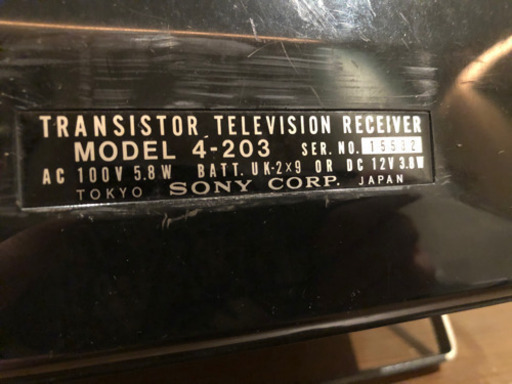 TRANSISTOR TELEVISION RECEIVER
MODEL 4-203 SER. NO. 15532
AC 100V 5.8W BATT. UK-2×9 OR DC 12V 3.8W
TOKYO SONY CORP. JAPAN